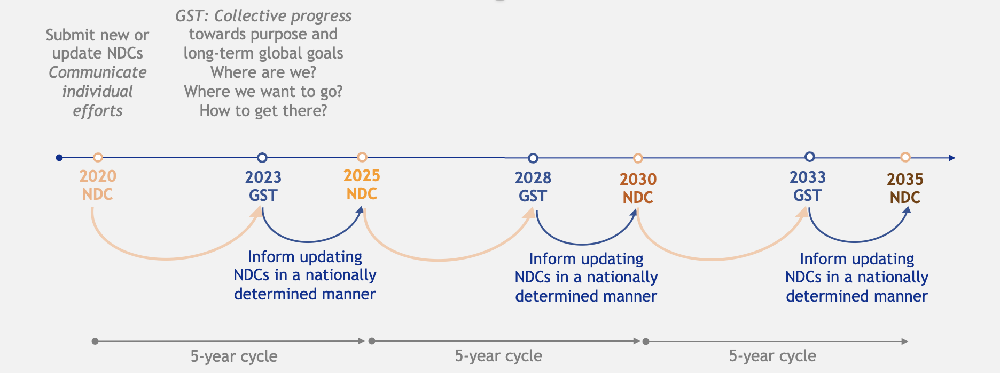 Submit new or
update NDCs
Communicate
individual
efforts
GST: Collective progress
towards purpose and
long-term global goals
Where are we?
Where we want to go?
How to get there?
2020
NDC
2023
GST
2025
NDC
2028
GST
2030
NDC
2033
GST
2035
NDC
Inform updating
NDCs in a nationally
determined manner
Inform updating
NDCs in a nationally
determined manner
Inform updating
NDCs in a nationally
determined manner
5-year cycle
5-year cycle
5-year cycle